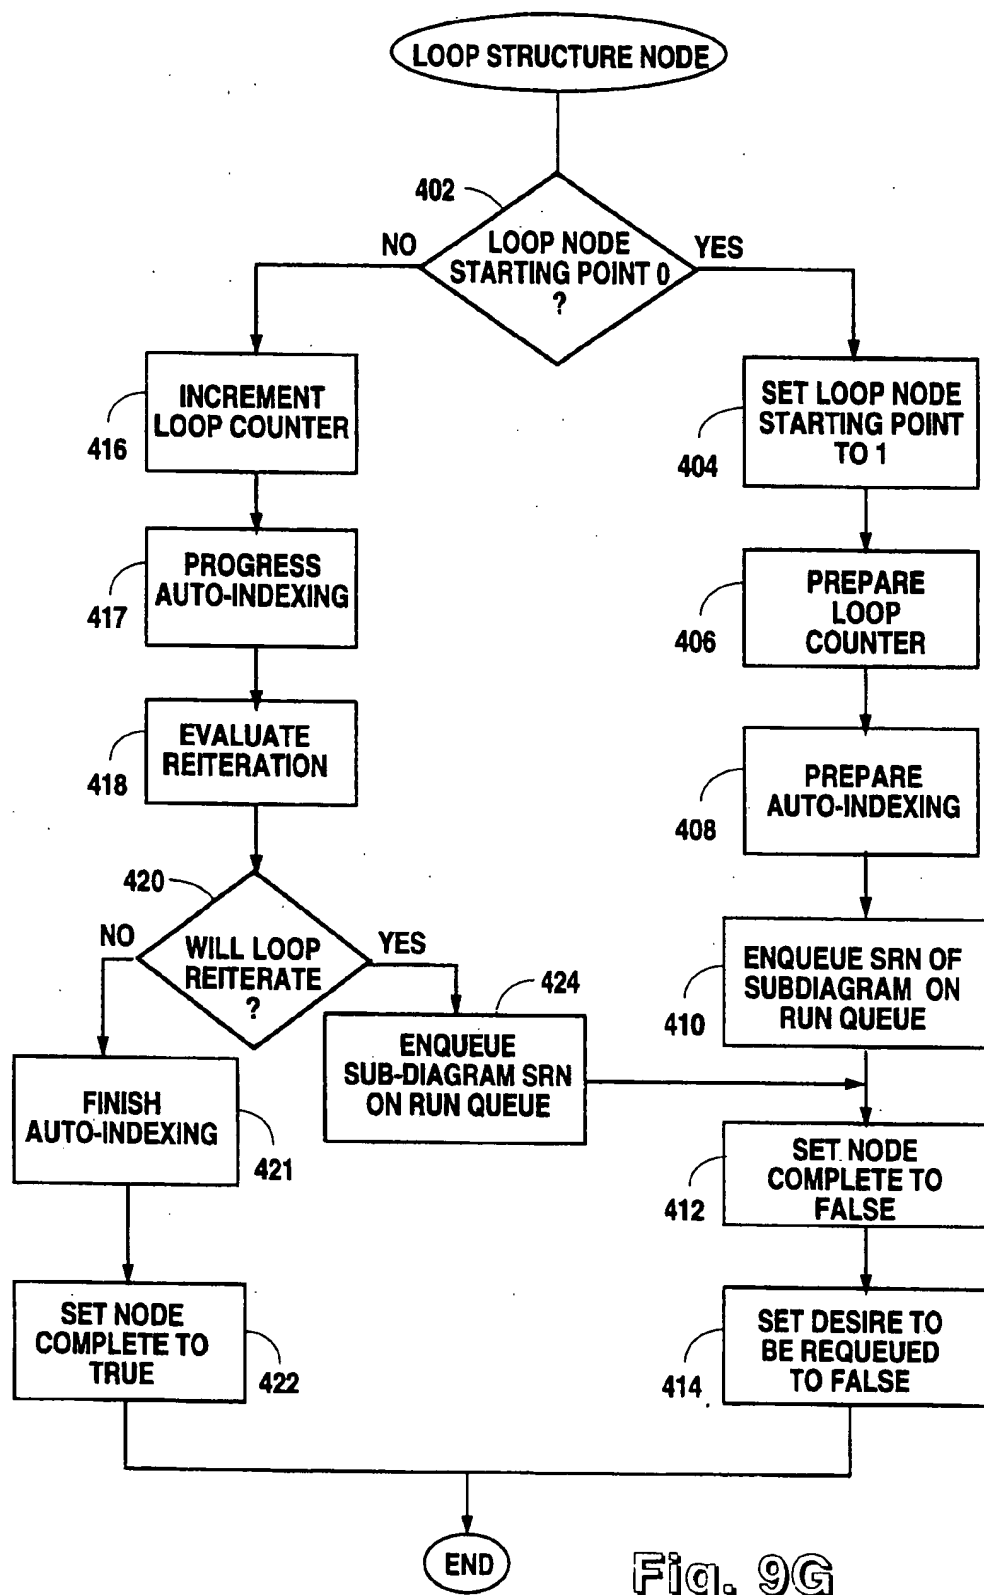 LOOP STRUCTURE NODE
402
NO
LOOP NODE
STARTING POINT 0
?
YES
INCREMENT
LOOP COUNTER
416
SET LOOP NODE
STARTING POINT
TO 1
404
PROGRESS
AUTO-INDEXING
417
PREPARE
LOOP
COUNTER
406
EVALUATE
REITERATION
418
PREPARE
AUTO-INDEXING
408
420
NO
WILL LOOP
REITERATE
?
YES
424
ENQUEUE
SUB-DIAGRAM SRN
ON RUN QUEUE
ENQUEUE SRN OF
SUBDIAGRAM ON
RUN QUEUE
410
FINISH
AUTO-INDEXING
421
SET NODE
COMPLETE TO
FALSE
412
SET NODE
COMPLETE TO
TRUE
422
SET DESIRE TO
BE REQUEUED
TO FALSE
414
END
Fig. 9G